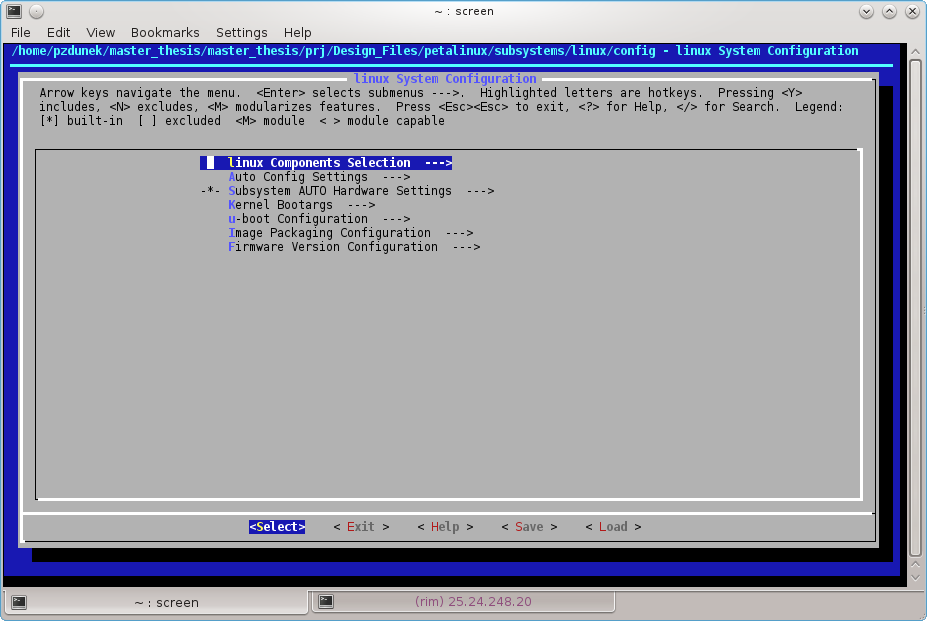 ~ : screen
File Edit View Bookmarks Settings Help
/home/pzdunek/master_thesis/master_thesis/prj/Design_Files/petalinux/subsystems/linux/config - linux System Configuration
linux System Configuration
Arrow keys navigate the menu. <Enter> selects submenus --->. Highlighted letters are hotkeys. Pressing <Y>
includes, <N> excludes, <M> modularizes features. Press <Esc><Esc> to exit, <?> for Help, </> for Search. Legend:
[*] built-in [ ] excluded <M> module < > module capable
linux Components Selection --->
Auto Config Settings --->
-*- Subsystem AUTO Hardware Settings --->
Kernel Bootargs --->
u-boot Configuration --->
Image Packaging Configuration --->
Firmware Version Configuration --->
<Select> < Exit > < Help > < Save > < Load >
~ : screen (rim) 25.24.248.20